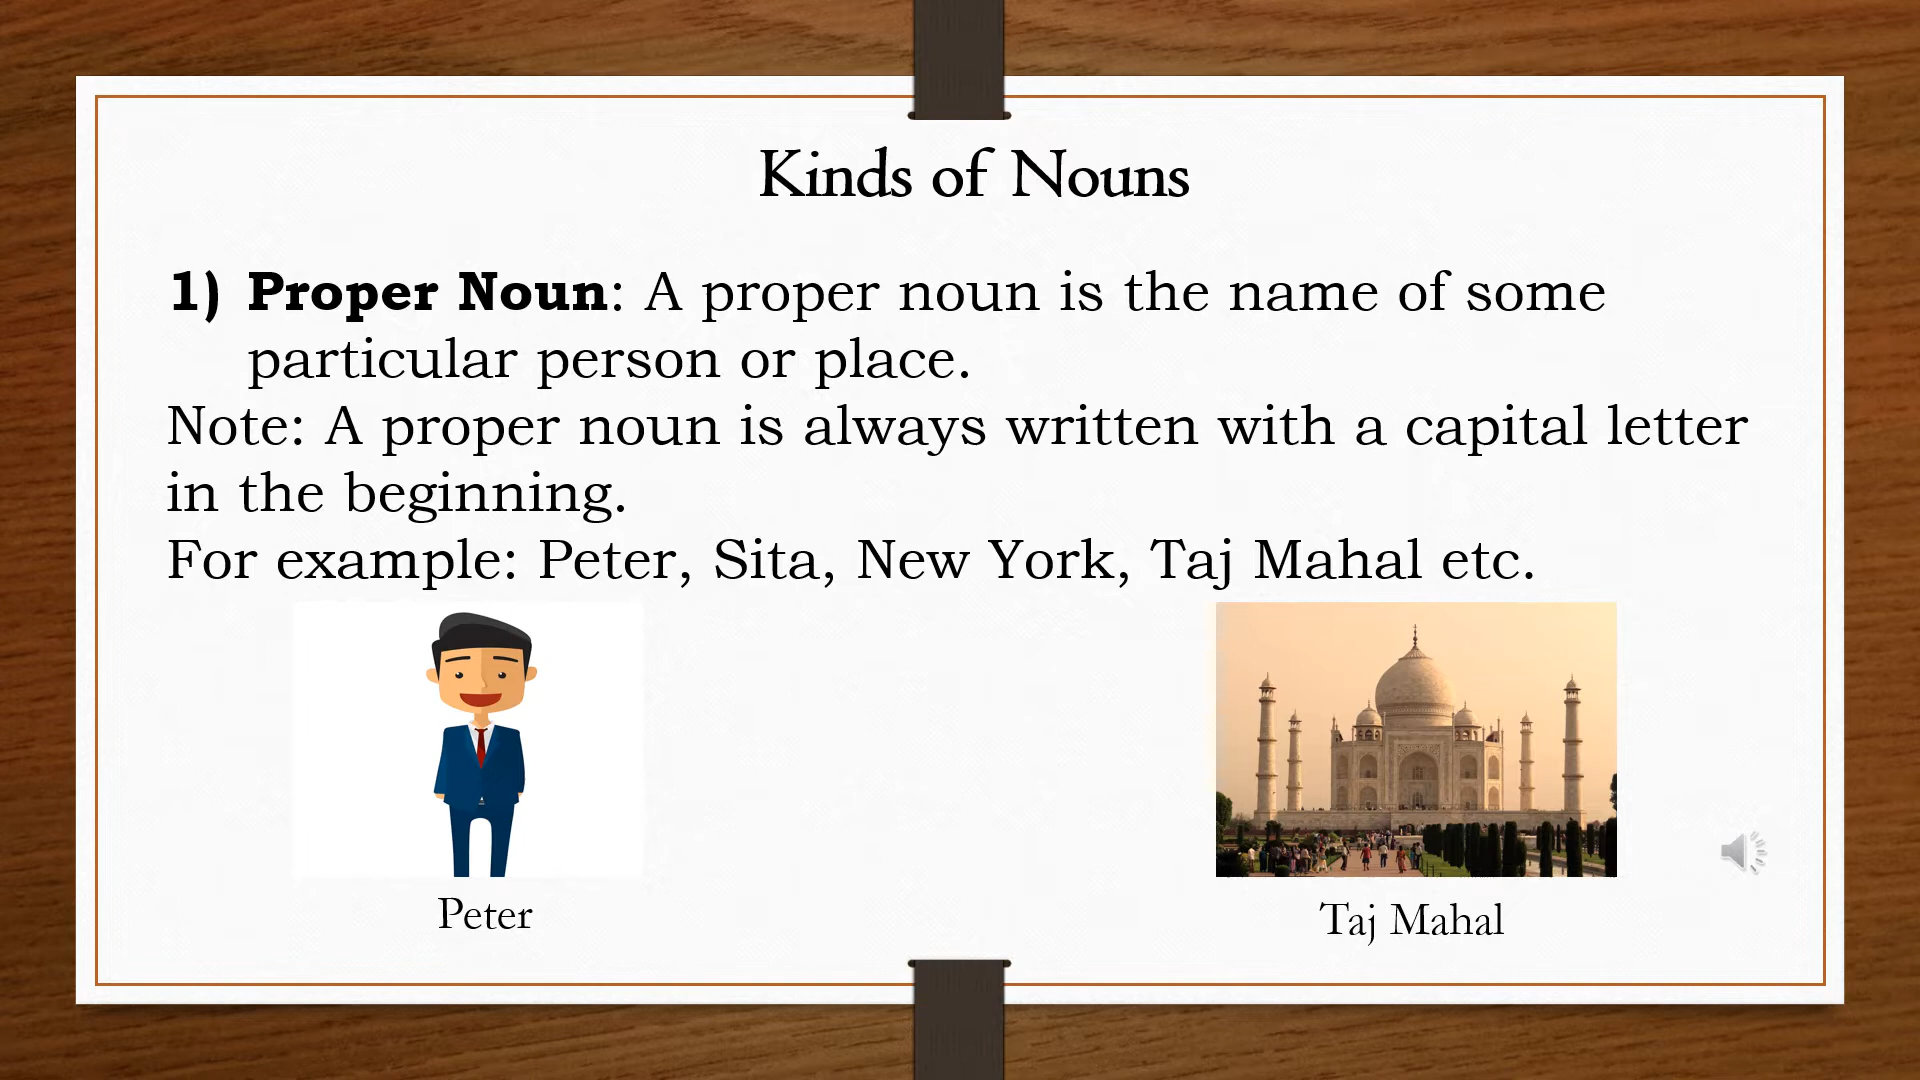 Kinds of Nouns
1) Proper Noun: A proper noun is the name of some
particular person or place.
Note: A proper noun is always written with a capital letter
in the beginning.
For example: Peter, Sita, New York, Taj Mahal etc.
Peter
Taj Mahal